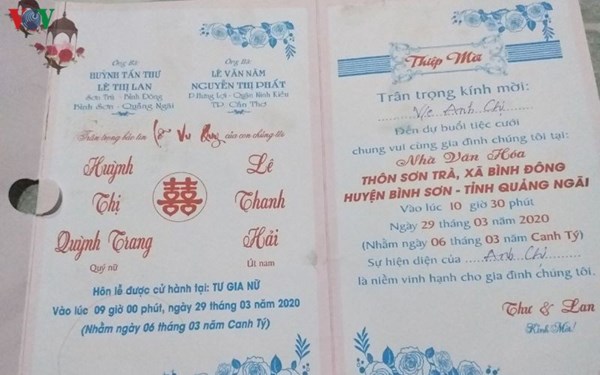 VOV
Ông Bà:
HUỲNH TẤN THƯ
LÊ THỊ LAN
Sơn Trà - Bình Đông
Bình Sơn - Quảng Ngãi
Ông Bà:
LÊ VĂN NĂM
NGUYỄN THỊ PHẤT
P Hưng Lợi - Quận Ninh Kiều
TP. Cần Thơ
Trân trọng báo tin Lễ Vu Quy của con chúng tôi
Huỳnh
Thị
Quỳnh Trang
Quý nữ
囍
Lê
Thanh
Hải
Út nam
Hôn lễ được cử hành tại: TƯ GIA NỮ
Vào lúc 09 giờ 00 phút, ngày 29 tháng 03 năm 2020
(Nhằm ngày 06 tháng 03 năm Canh Tý)
Thiệp Mời
Trân trọng kính mời:
V/c Anh Chị
Đến dự buổi tiệc cưới
chung vui cùng gia đình chúng tôi tại:
Nhà Văn Hóa
THÔN SƠN TRÀ, XÃ BÌNH ĐÔNG
HUYỆN BÌNH SƠN - TỈNH QUẢNG NGÃI
Vào lúc 10 giờ 30 phút
Ngày 29 tháng 03 năm 2020
(Nhằm ngày 06 tháng 03 năm Canh Tý)
Sự hiện diện của Anh Chị
là niềm vinh hạnh cho gia đình chúng tôi.
Thư & Lan
Kính Mời!